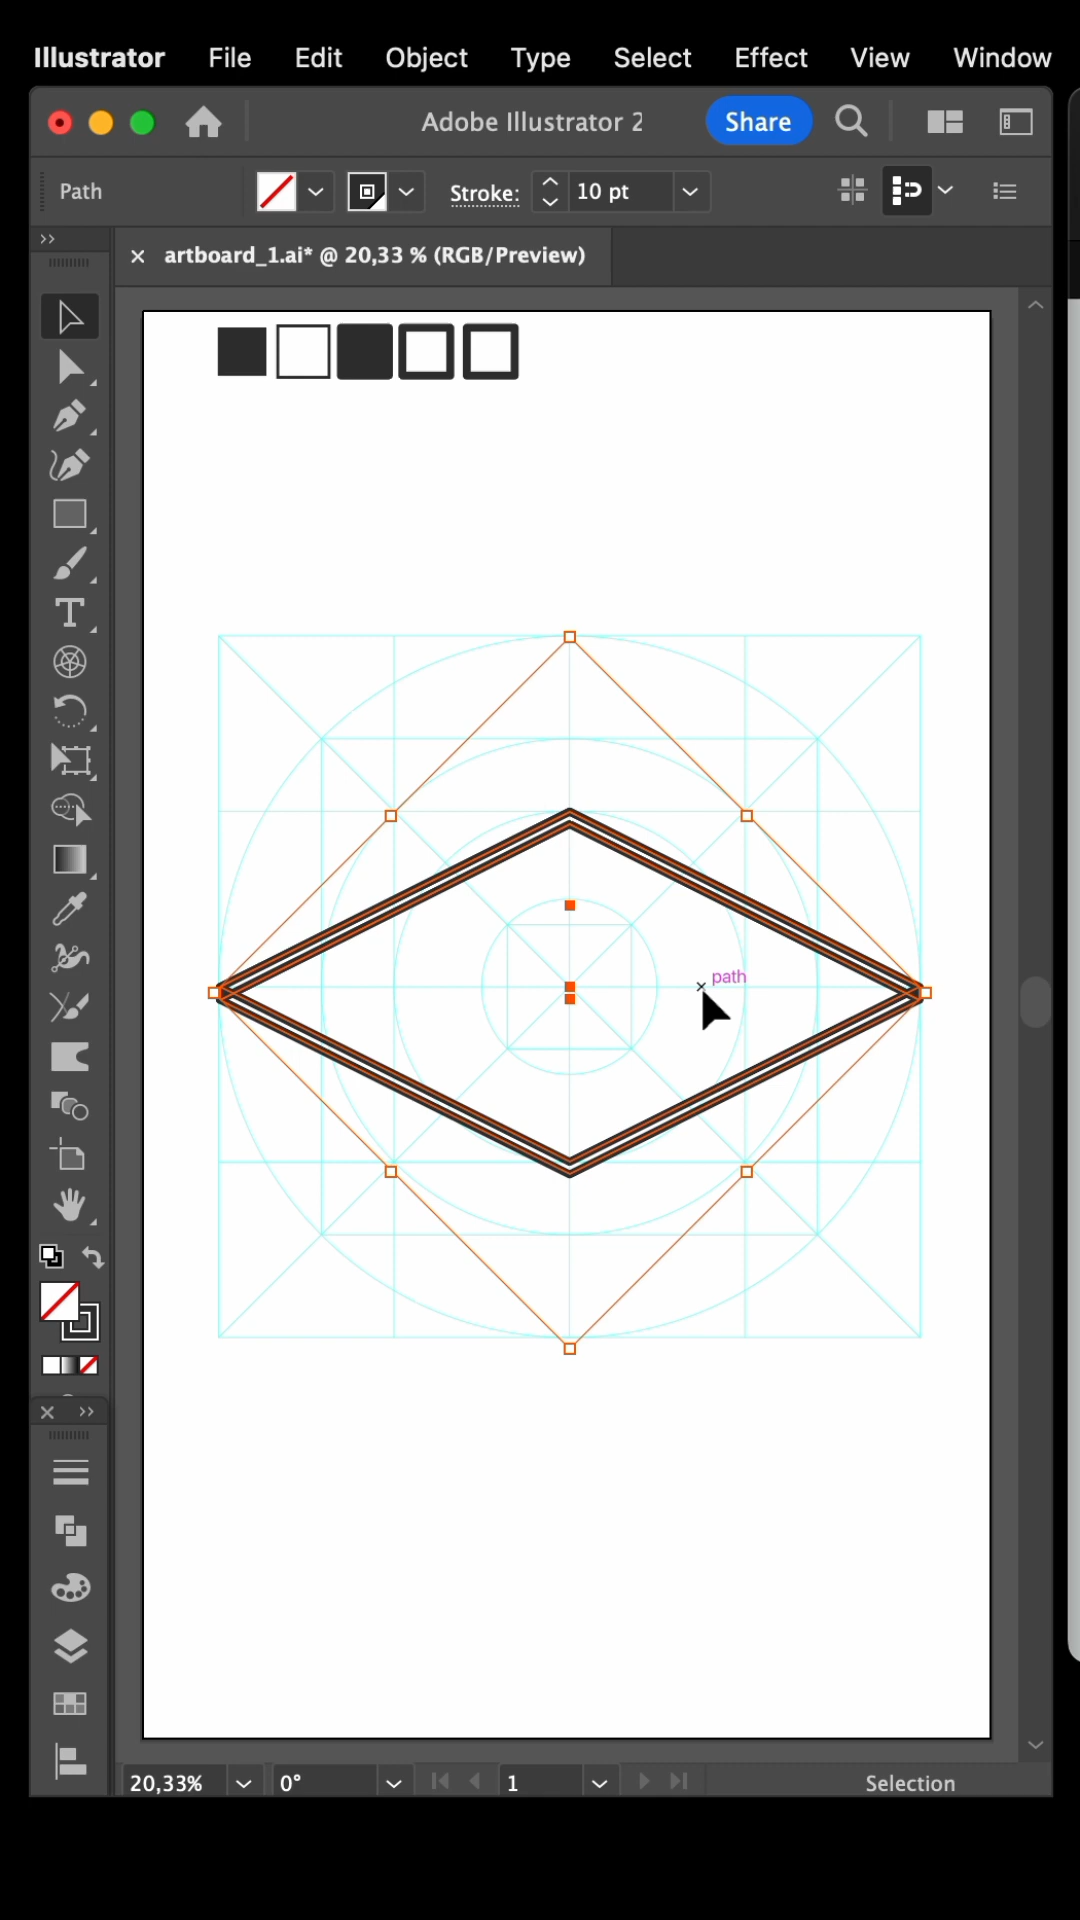 Illustrator File Edit Object Type Select Effect View Window
Adobe Illustrator 2
Share
Path
Stroke:
10 pt
artboard_1.ai* @ 20,33 % (RGB/Preview)
path
20,33%
0°
1
Selection